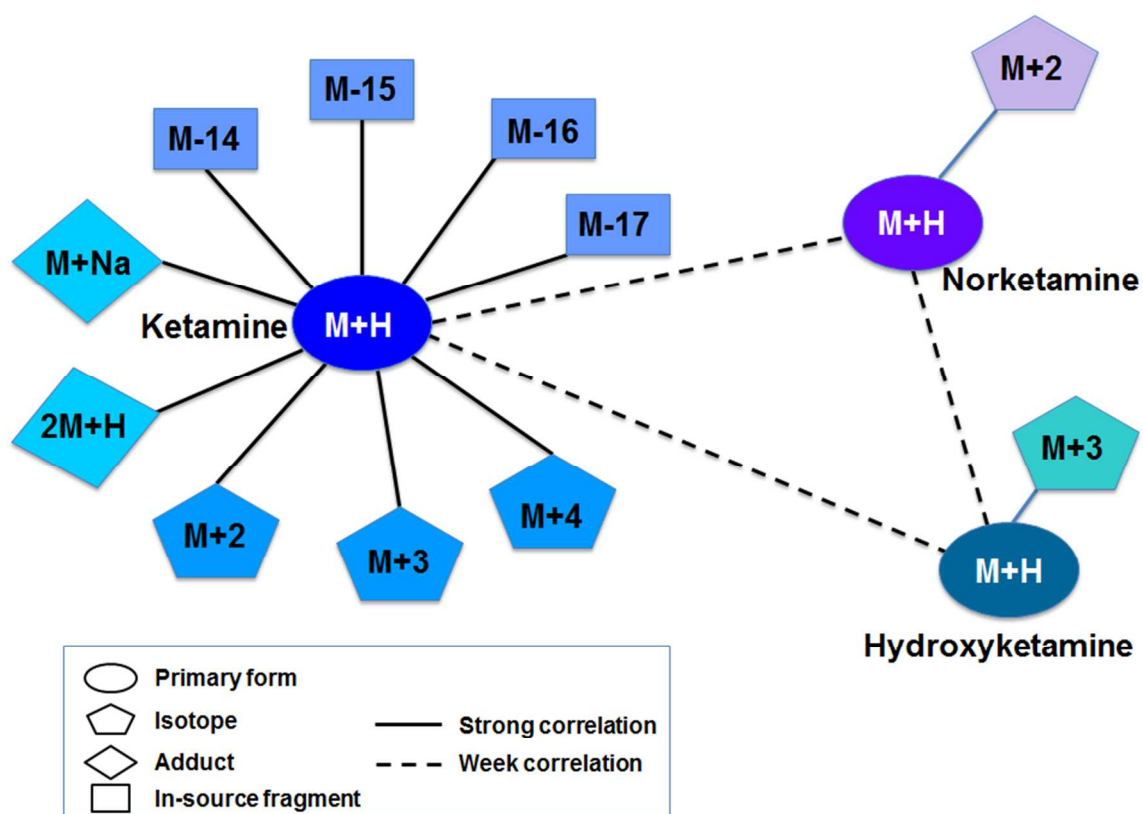 M+2
M-15
M-14
M-16
M-17
M+H
Norketamine
M+Na
Ketamine
M+H
2M+H
M+2
M+3
M+4
M+3
M+H
Hydroxyketamine
Primary form
Isotope
Strong correlation
Adduct
Week correlation
In-source fragment